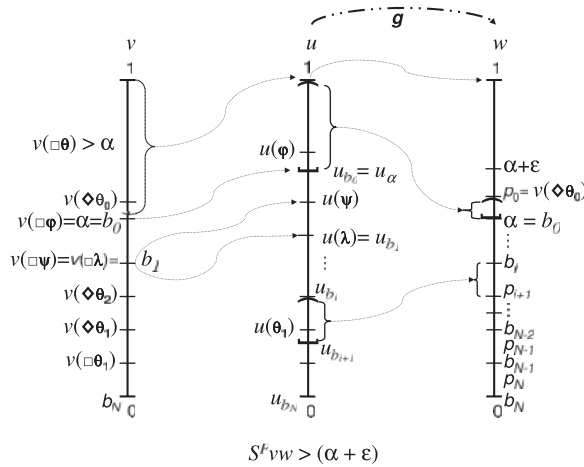 g
v u w
1 1 1
v(□θ) > α
u(φ)
u_{b_0} = u_α
α+ε
v(◇θ_0)
p_0 = v(◇θ_0)
v(□φ)=α=b_0
u(ψ)
α = b_0
u(λ) = u_{b_1}
v(□ψ)=v(□λ)= b_1
⋮
⋮
b_i
v(◇θ_2)
u_{b_i}
p_{i+1}
⋮
v(◇θ_1)
u(θ_1)
b_{N-2}
u_{b_{i+1}}
p_{N-1}
v(□θ_1)
b_{N-1}
p_N
b_N 0
u_{b_N} 0
0 b_N
S^F vw > (α + ε)